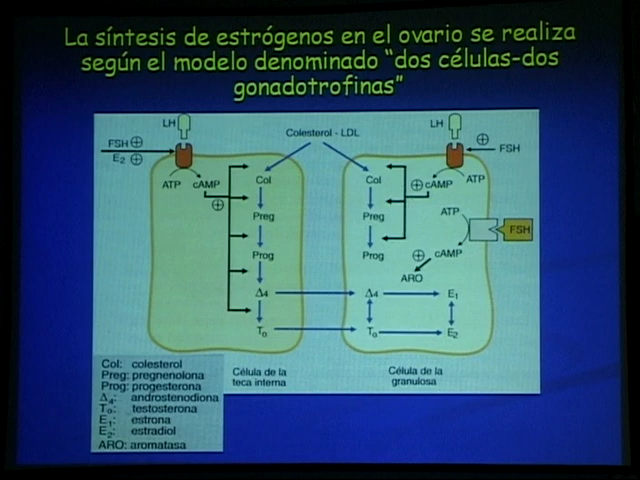 La síntesis de estrógenos en el ovario se realiza
según el modelo denominado "dos células-dos
gonadotrofinas"
LH
LH
FSH ⊕
E2 ⊕
Colesterol - LDL
⊕
FSH
ATP
cAMP
⊕
Col
Preg
Prog
Δ4
To
Col
Preg
Prog
Δ4
To
⊕ cAMP
ATP
ATP
FSH
⊕
cAMP
ARO
E1
E2
Célula de la
teca interna
Célula de la
granulosa
Col: colesterol
Preg: pregnenolona
Prog: progesterona
Δ4: androstenodiona
To: testosterona
E1: estrona
E2: estradiol
ARO: aromatasa